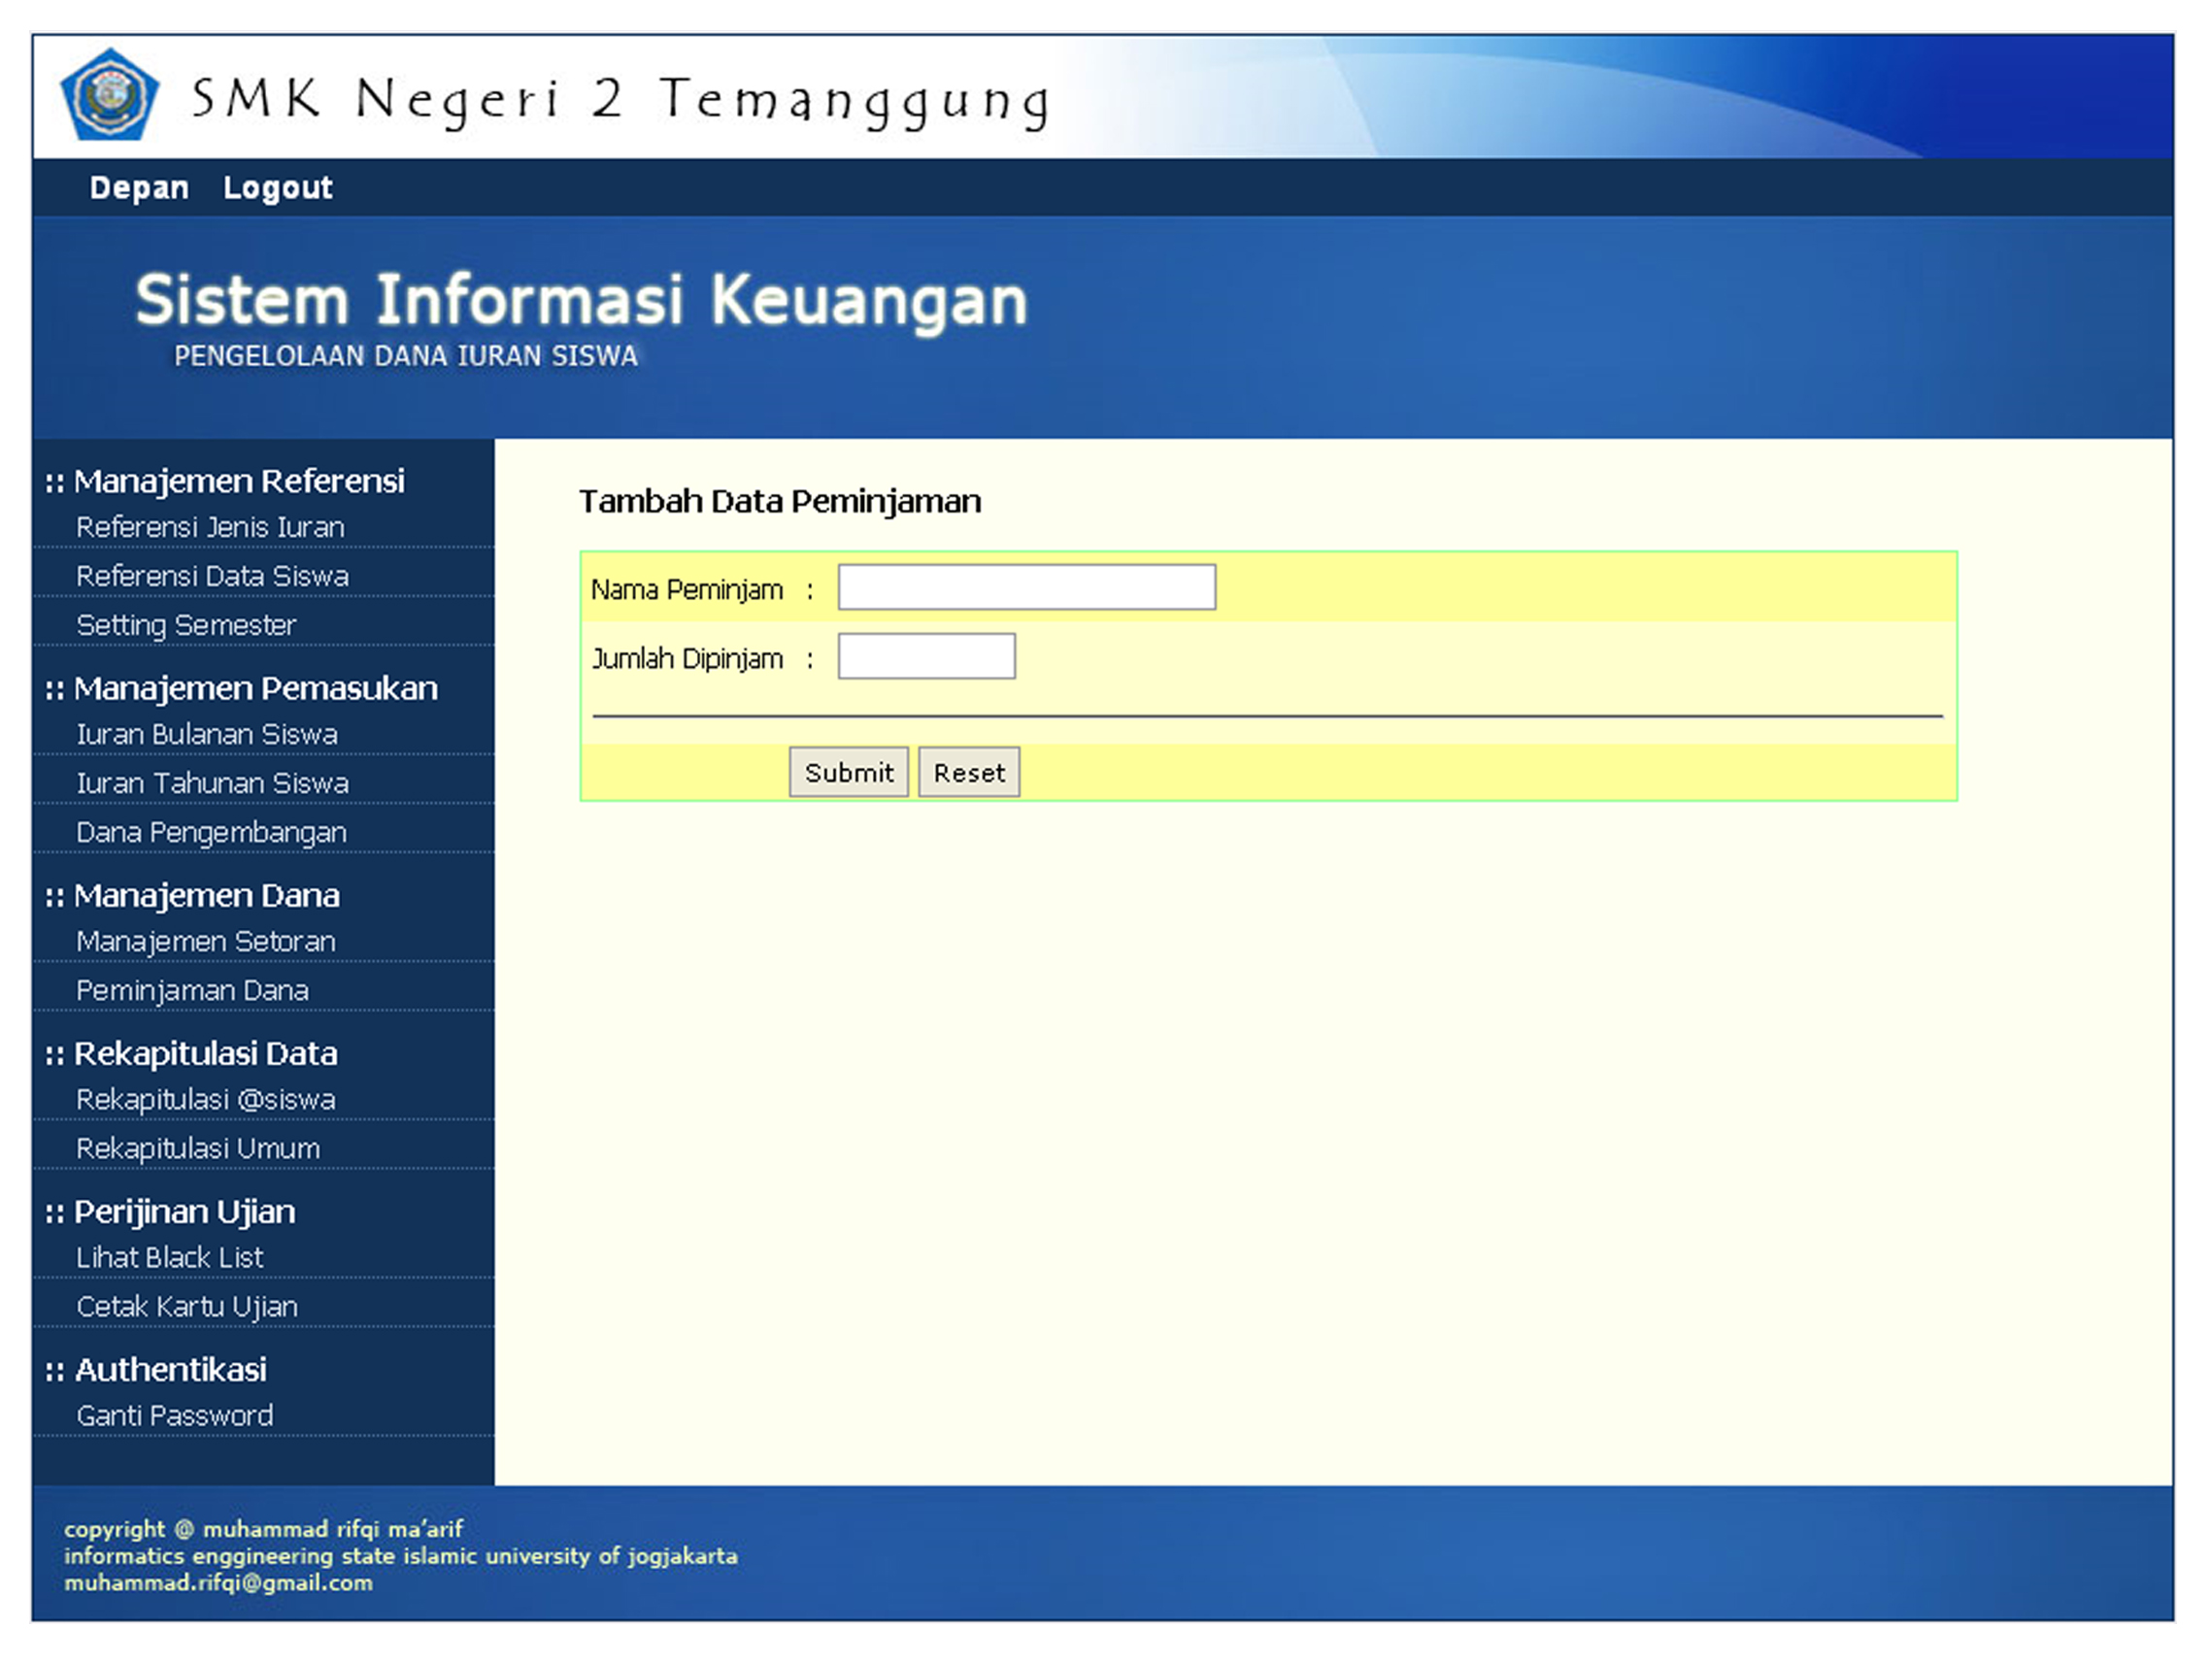 SMK Negeri 2 Temanggung
Depan Logout
Sistem Informasi Keuangan
PENGELOLAAN DANA IURAN SISWA
:: Manajemen Referensi
Referensi Jenis Iuran
Referensi Data Siswa
Setting Semester
:: Manajemen Pemasukan
Iuran Bulanan Siswa
Iuran Tahunan Siswa
Dana Pengembangan
:: Manajemen Dana
Manajemen Setoran
Peminjaman Dana
:: Rekapitulasi Data
Rekapitulasi @siswa
Rekapitulasi Umum
:: Perijinan Ujian
Lihat Black List
Cetak Kartu Ujian
:: Authentikasi
Ganti Password
Tambah Data Peminjaman
Nama Peminjam :
Jumlah Dipinjam :
Submit Reset
copyright @ muhammad rifqi ma'arif
informatics enggineering state islamic university of jogjakarta
muhammad.rifqi@gmail.com